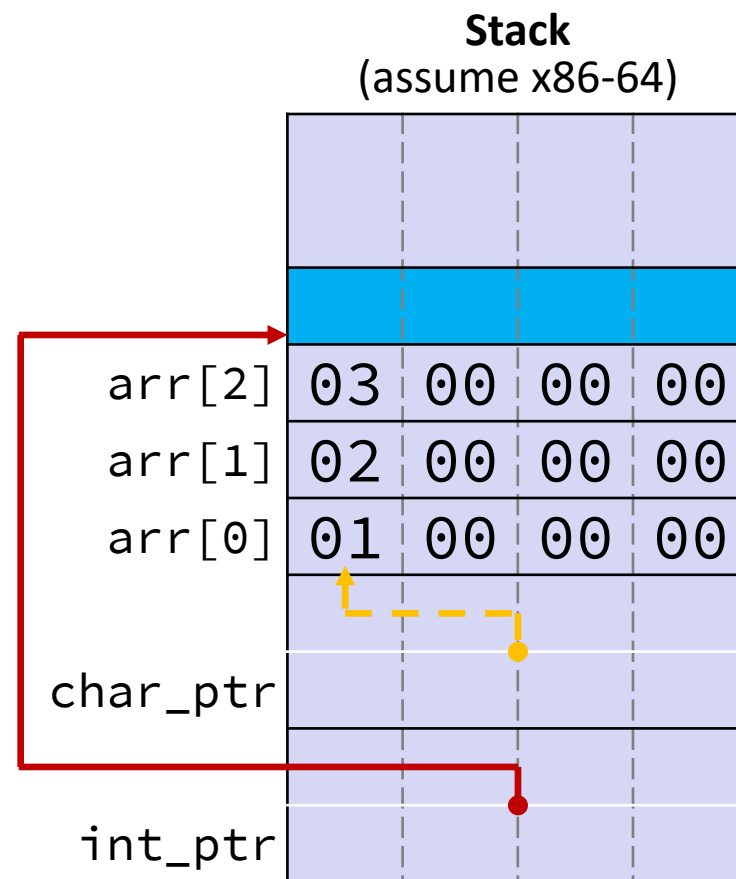 Stack
(assume x86-64)
arr[2] 03 00 00 00
arr[1] 02 00 00 00
arr[0] 01 00 00 00
char_ptr
int_ptr